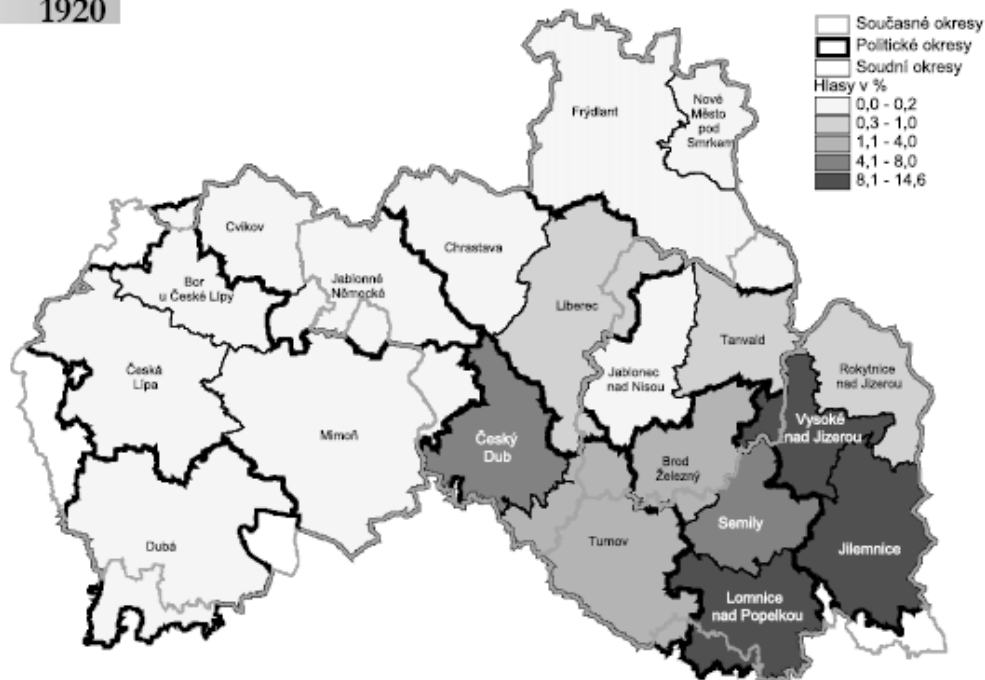 1920
Současné okresy
Politické okresy
Soudní okresy
Hlasy v %
0,0 - 0,2
0,3 - 1,0
1,1 - 4,0
4,1 - 8,0
8,1 - 14,6
Frýdlant
Nové
Město
pod
Smrkem
Cvikov
Chrastava
Bor
u České Lípy
Jablonné
Německé
Liberec
Tanvald
Česká
Lípa
Jablonec
nad Nisou
Rokytnice
nad Jizerou
Mimoň
Český
Dub
Vysoké
nad Jizerou
Brod
Železný
Semily
Dubá
Turnov
Jilemnice
Lomnice
nad Popelkou